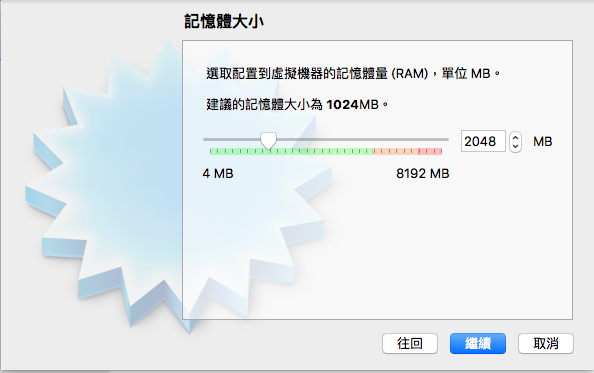 記憶體大小
選取配置到虛擬機器的記憶體量 (RAM)，單位 MB。
建議的記憶體大小為 1024MB。
2048 MB
4 MB 8192 MB
往回 繼續 取消